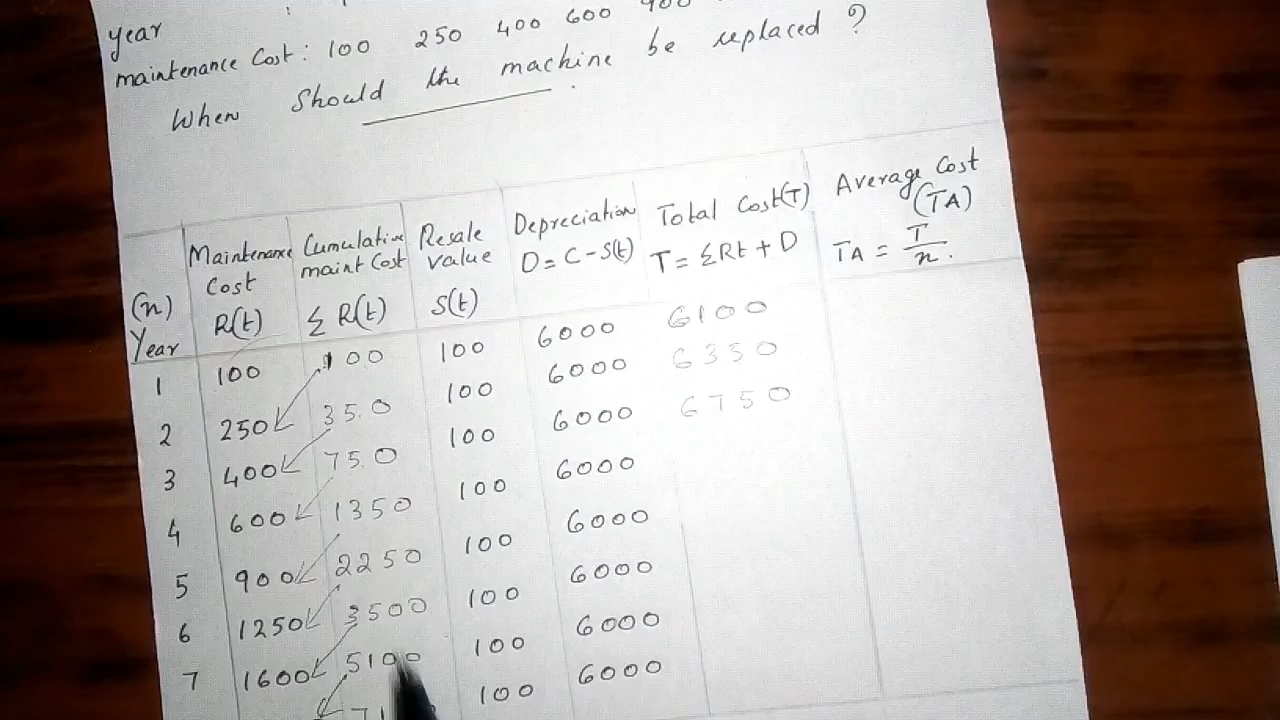 year
maintenance Cost : 100 250 400 600 900
When Should the machine be replaced ?
(n) Year Maintenance Cost R(t) Cumulative maint Cost Σ R(t) Resale value S(t) Depreciation D = C - S(t) Total Cost(T) T = ΣRt + D Average Cost (TA) TA = T/n.
1 100 100 100 6000 6100
2 250 350 100 6000 6350
3 400 750 100 6000 6750
4 600 1350 100 6000
5 900 2250 100 6000
6 1250 3500 100 6000
7 1600 5100 100 6000
100 6000